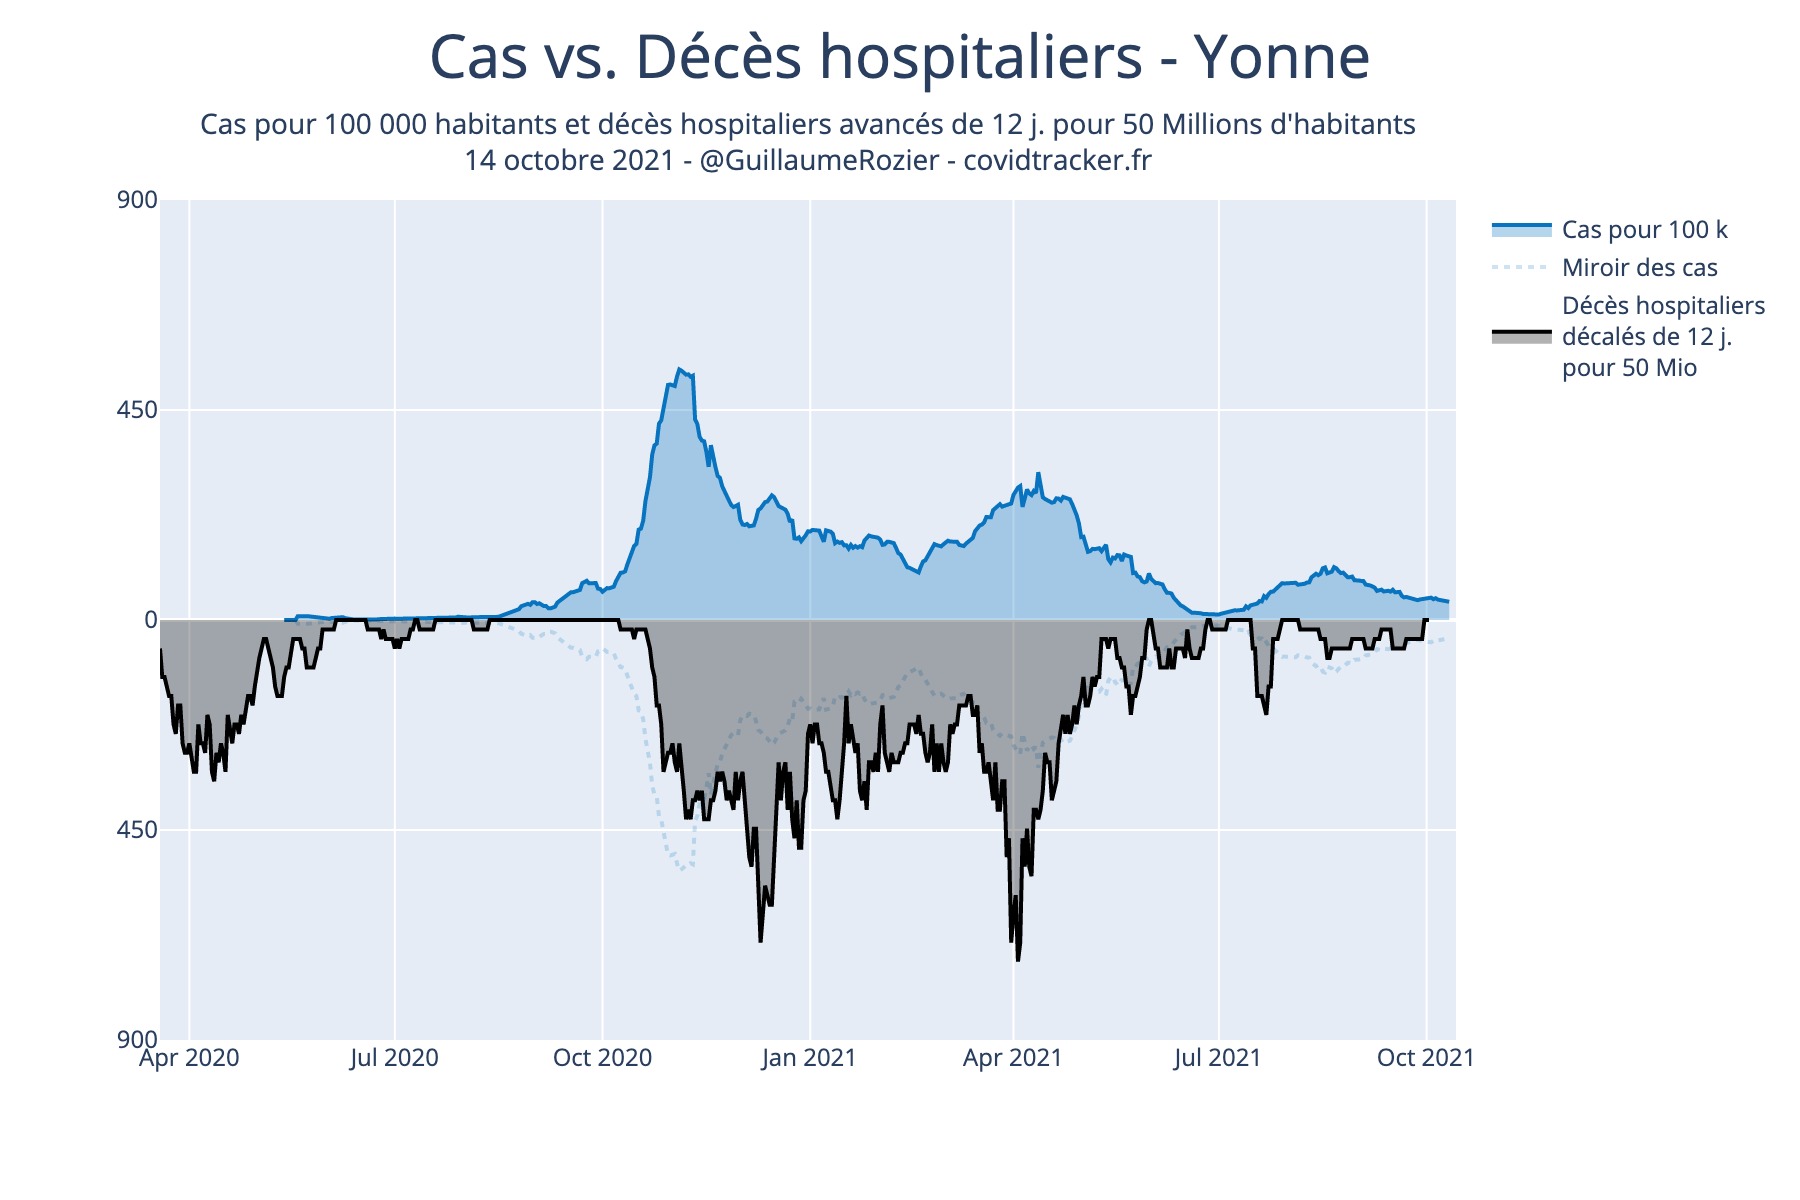 Cas vs. Décès hospitaliers - Yonne
Cas pour 100 000 habitants et décès hospitaliers avancés de 12 j. pour 50 Millions d'habitants
14 octobre 2021 - @GuillaumeRozier - covidtracker.fr
900
450
0
450
900
Apr 2020
Jul 2020
Oct 2020
Jan 2021
Apr 2021
Jul 2021
Oct 2021
Cas pour 100 k
Miroir des cas
Décès hospitaliers
décalés de 12 j.
pour 50 Mio